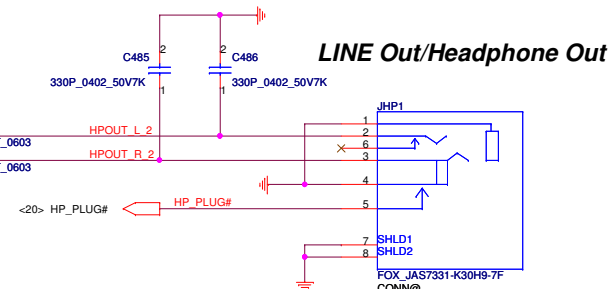 LINE Out/Headphone Out
2
2
C485
C486
330P_0402_50V7K
330P_0402_50V7K
1
1
JHP1
1
HPOUT_L_2
2
_0603
6
HPOUT_R_2
3
_0603
4
<20> HP_PLUG#
HP_PLUG#
5
7
SHLD1
8
SHLD2
FOX_JAS7331-K30H9-7F
CONN@